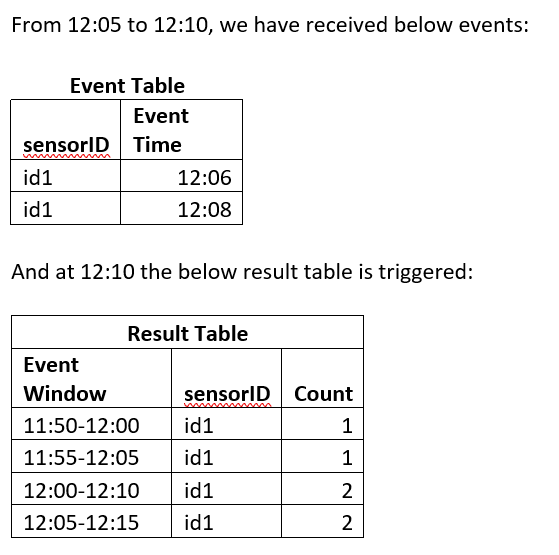 From 12:05 to 12:10, we have received below events:
Event Table
sensorID Event Time
id1 12:06
id1 12:08
And at 12:10 the below result table is triggered:
Result Table
Event Window sensorID Count
11:50-12:00 id1 1
11:55-12:05 id1 1
12:00-12:10 id1 2
12:05-12:15 id1 2